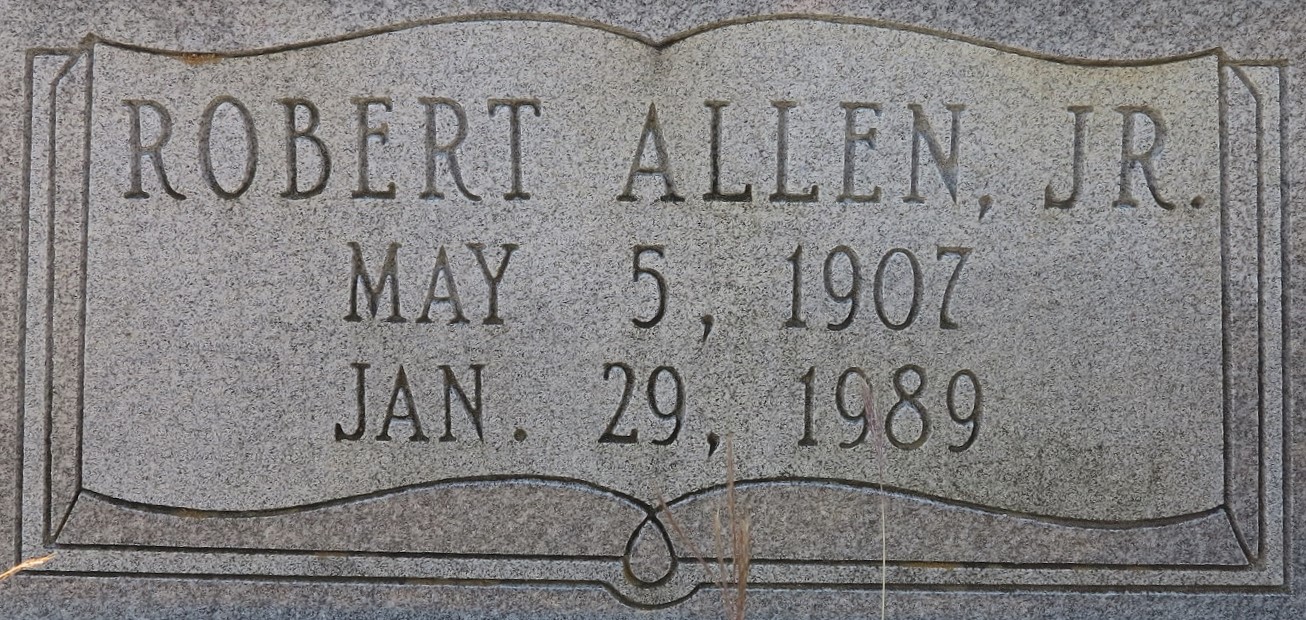 ROBERT ALLEN, JR.
MAY 5, 1907
JAN. 29, 1989